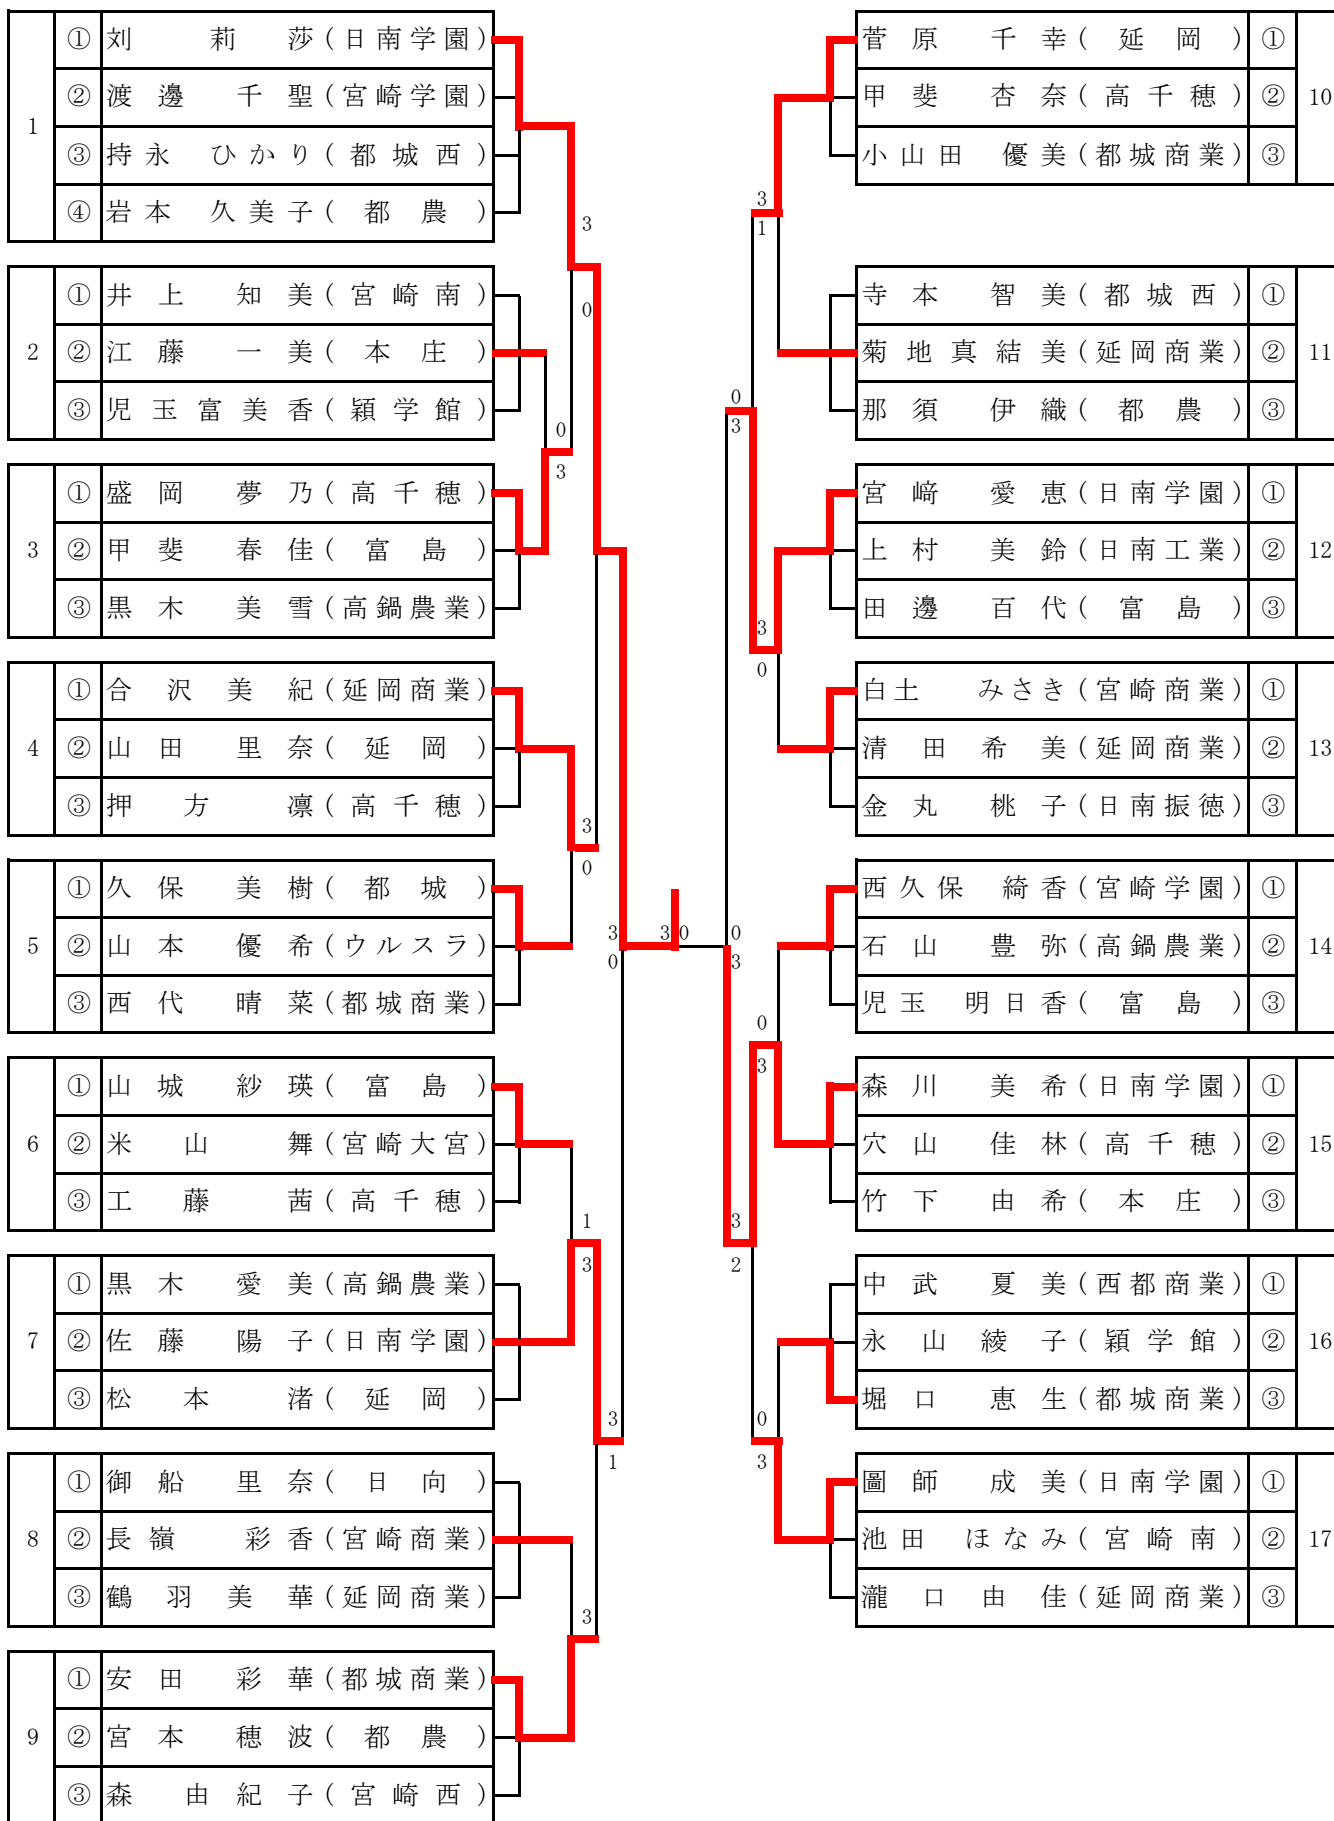 1
① 刘莉莎(日南学園)
② 渡邊千聖(宮崎学園)
③ 持永ひかり(都城西)
④ 岩本久美子(都農)
2
① 井上知美(宮崎南)
② 江藤一美(本庄)
③ 児玉富美香(穎学館)
3
① 盛岡夢乃(高千穂)
② 甲斐春佳(富島)
③ 黒木美雪(高鍋農業)
4
① 合沢美紀(延岡商業)
② 山田里奈(延岡)
③ 押方凛(高千穂)
5
① 久保美樹(都城)
② 山本優希(ウルスラ)
③ 西代晴菜(都城商業)
6
① 山城紗瑛(富島)
② 米山舞(宮崎大宮)
③ 工藤茜(高千穂)
7
① 黒木愛美(高鍋農業)
② 佐藤陽子(日南学園)
③ 松本渚(延岡)
8
① 御船里奈(日向)
② 長嶺彩香(宮崎商業)
③ 鶴羽美華(延岡商業)
9
① 安田彩華(都城商業)
② 宮本穂波(都農)
③ 森由紀子(宮崎西)
3
0
0
3
3
0
3
0
1
3
3
1
3
3 0
3
1
0
3
3
0
0
3
0
3
3
2
0
3
菅原千幸(延岡) ①
甲斐杏奈(高千穂) ②
小山田優美(都城商業) ③
10
寺本智美(都城西) ①
菊地真結美(延岡商業) ②
那須伊織(都農) ③
11
宮﨑愛恵(日南学園) ①
上村美鈴(日南工業) ②
田邊百代(富島) ③
12
白土みさき(宮崎商業) ①
清田希美(延岡商業) ②
金丸桃子(日南振徳) ③
13
西久保綺香(宮崎学園) ①
石山豊弥(高鍋農業) ②
児玉明日香(富島) ③
14
森川美希(日南学園) ①
穴山佳林(高千穂) ②
竹下由希(本庄) ③
15
中武夏美(西都商業) ①
永山綾子(穎学館) ②
堀口恵生(都城商業) ③
16
圖師成美(日南学園) ①
池田ほなみ(宮崎南) ②
瀧口由佳(延岡商業) ③
17